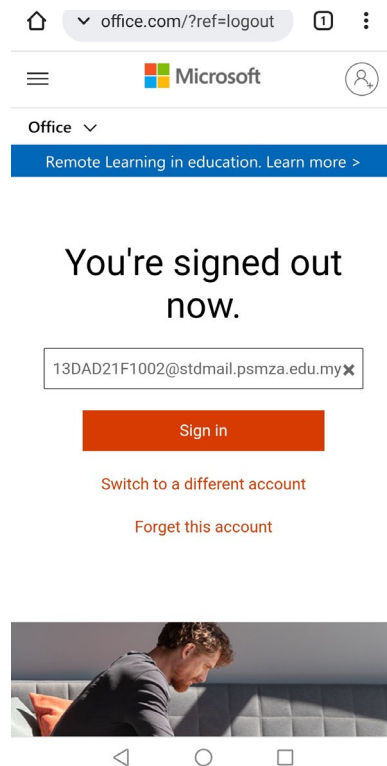 office.com/?ref=logout
1
Microsoft
Office
Remote Learning in education. Learn more >
You're signed out
now.
13DAD21F1002@stdmail.psmza.edu.my
Sign in
Switch to a different account
Forget this account